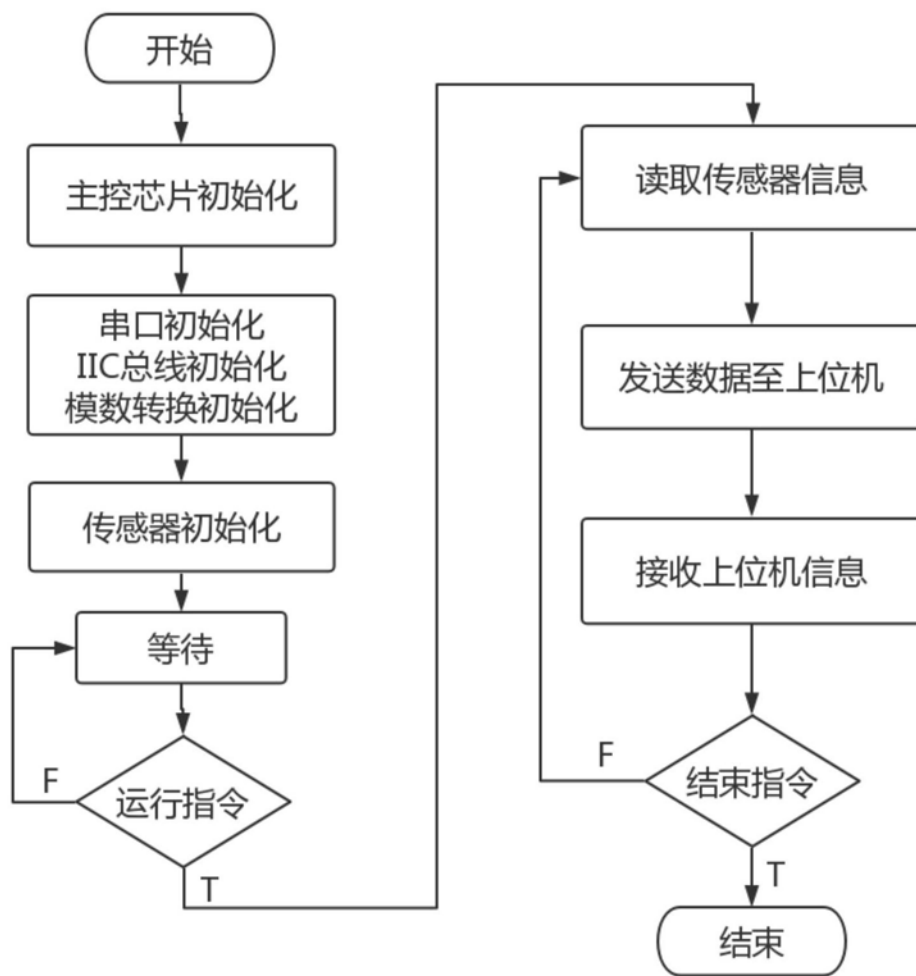 开始
主控芯片初始化
串口初始化
IIC总线初始化
模数转换初始化
传感器初始化
等待
F
运行指令
T
读取传感器信息
发送数据至上位机
接收上位机信息
F
结束指令
T
结束